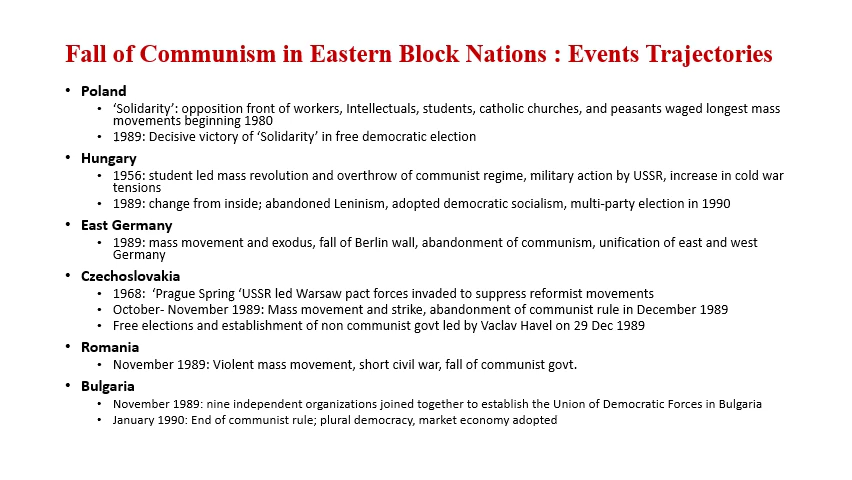 Fall of Communism in Eastern Block Nations : Events Trajectories
• Poland
• ‘Solidarity’: opposition front of workers, Intellectuals, students, catholic churches, and peasants waged longest mass
movements beginning 1980
• 1989: Decisive victory of ‘Solidarity’ in free democratic election
• Hungary
• 1956: student led mass revolution and overthrow of communist regime, military action by USSR, increase in cold war
tensions
• 1989: change from inside; abandoned Leninism, adopted democratic socialism, multi-party election in 1990
• East Germany
• 1989: mass movement and exodus, fall of Berlin wall, abandonment of communism, unification of east and west
Germany
• Czechoslovakia
• 1968: ‘Prague Spring ‘USSR led Warsaw pact forces invaded to suppress reformist movements
• October- November 1989: Mass movement and strike, abandonment of communist rule in December 1989
• Free elections and establishment of non communist govt led by Vaclav Havel on 29 Dec 1989
• Romania
• November 1989: Violent mass movement, short civil war, fall of communist govt.
• Bulgaria
• November 1989: nine independent organizations joined together to establish the Union of Democratic Forces in Bulgaria
• January 1990: End of communist rule; plural democracy, market economy adopted